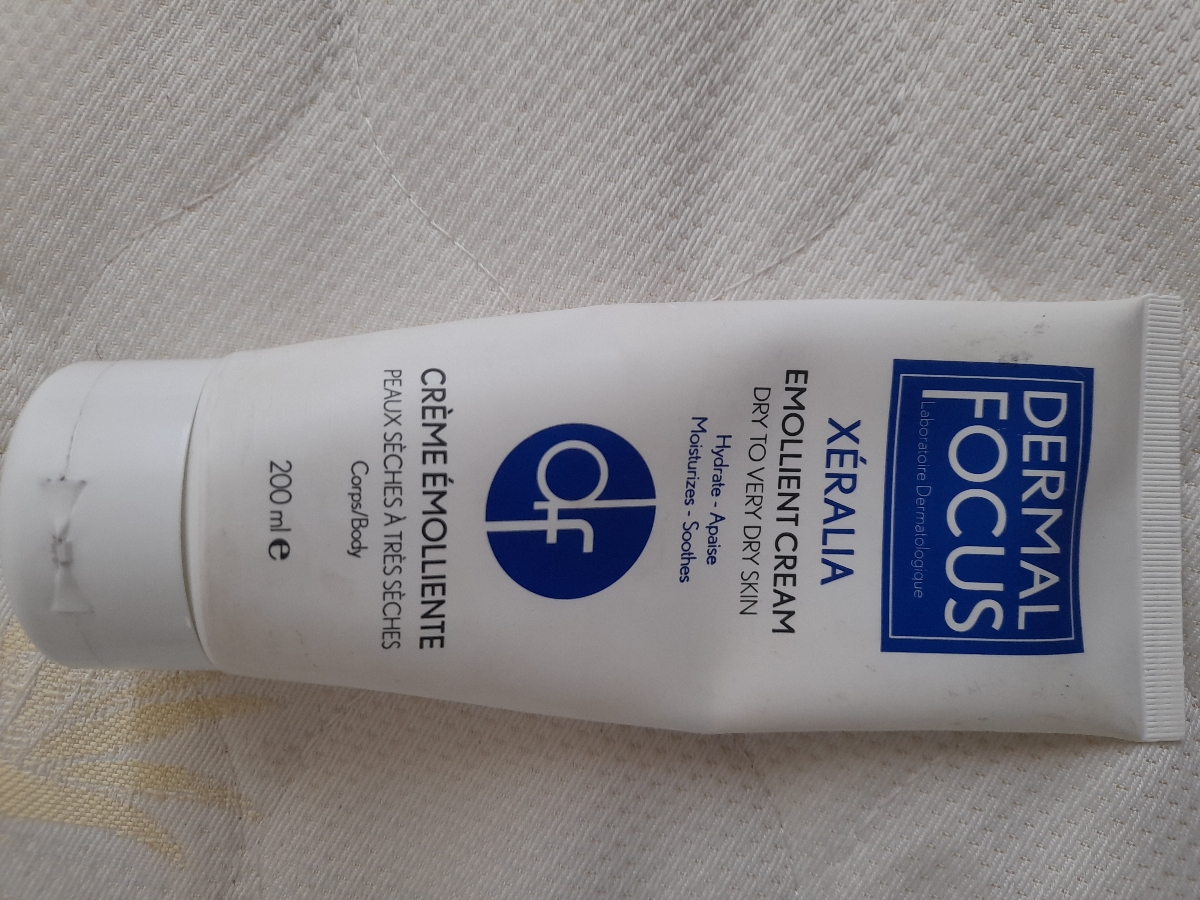 DERMAL
FOCUS
Laboratoire Dermatologique
XÉRALIA
EMOLLIENT CREAM
DRY TO VERY DRY SKIN
Hydrate - Apaise
Moisturizes - Soothes
df
CRÈME ÉMOLLIENTE
PEAUX SÈCHES À TRÈS SÈCHES
Corps/Body
200 ml e